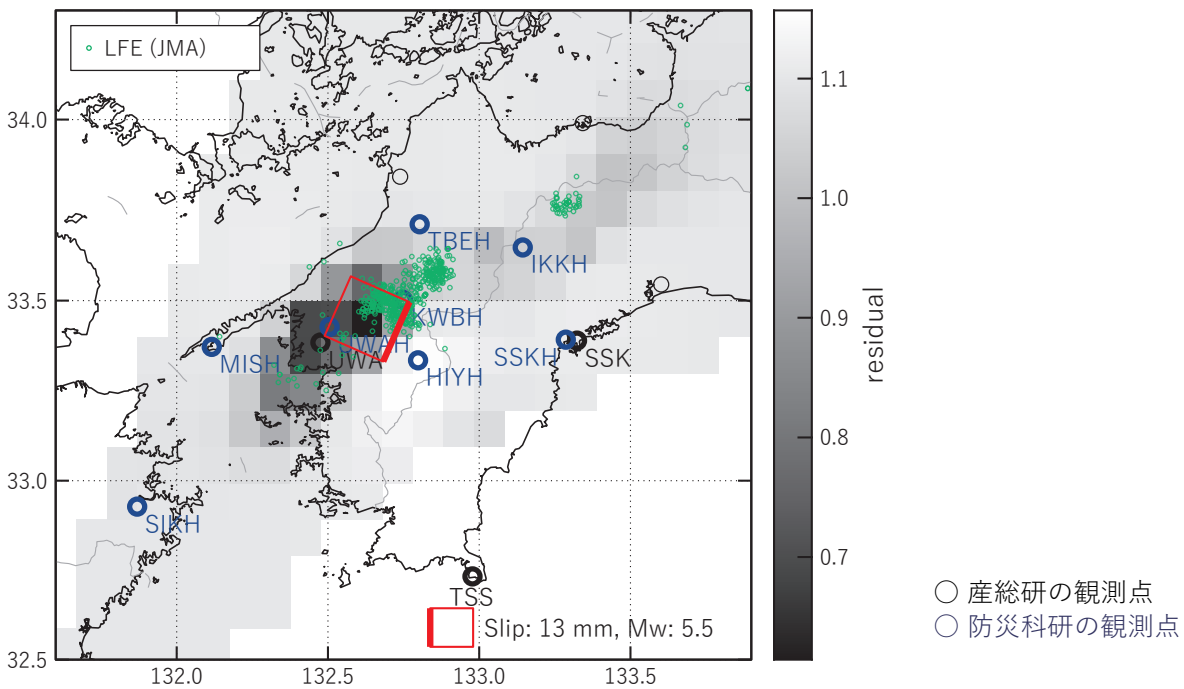 LFE (JMA)
34.0
33.5
33.0
32.5
132.0
132.5
133.0
133.5
TBEH
IKKH
KWBH
UWAH
UWA
MISH
HIYH
SSKH
SSK
SIKH
TSS
Slip: 13 mm, Mw: 5.5
1.1
1.0
0.9
0.8
0.7
residual
○ 産総研の観測点
○ 防災科研の観測点